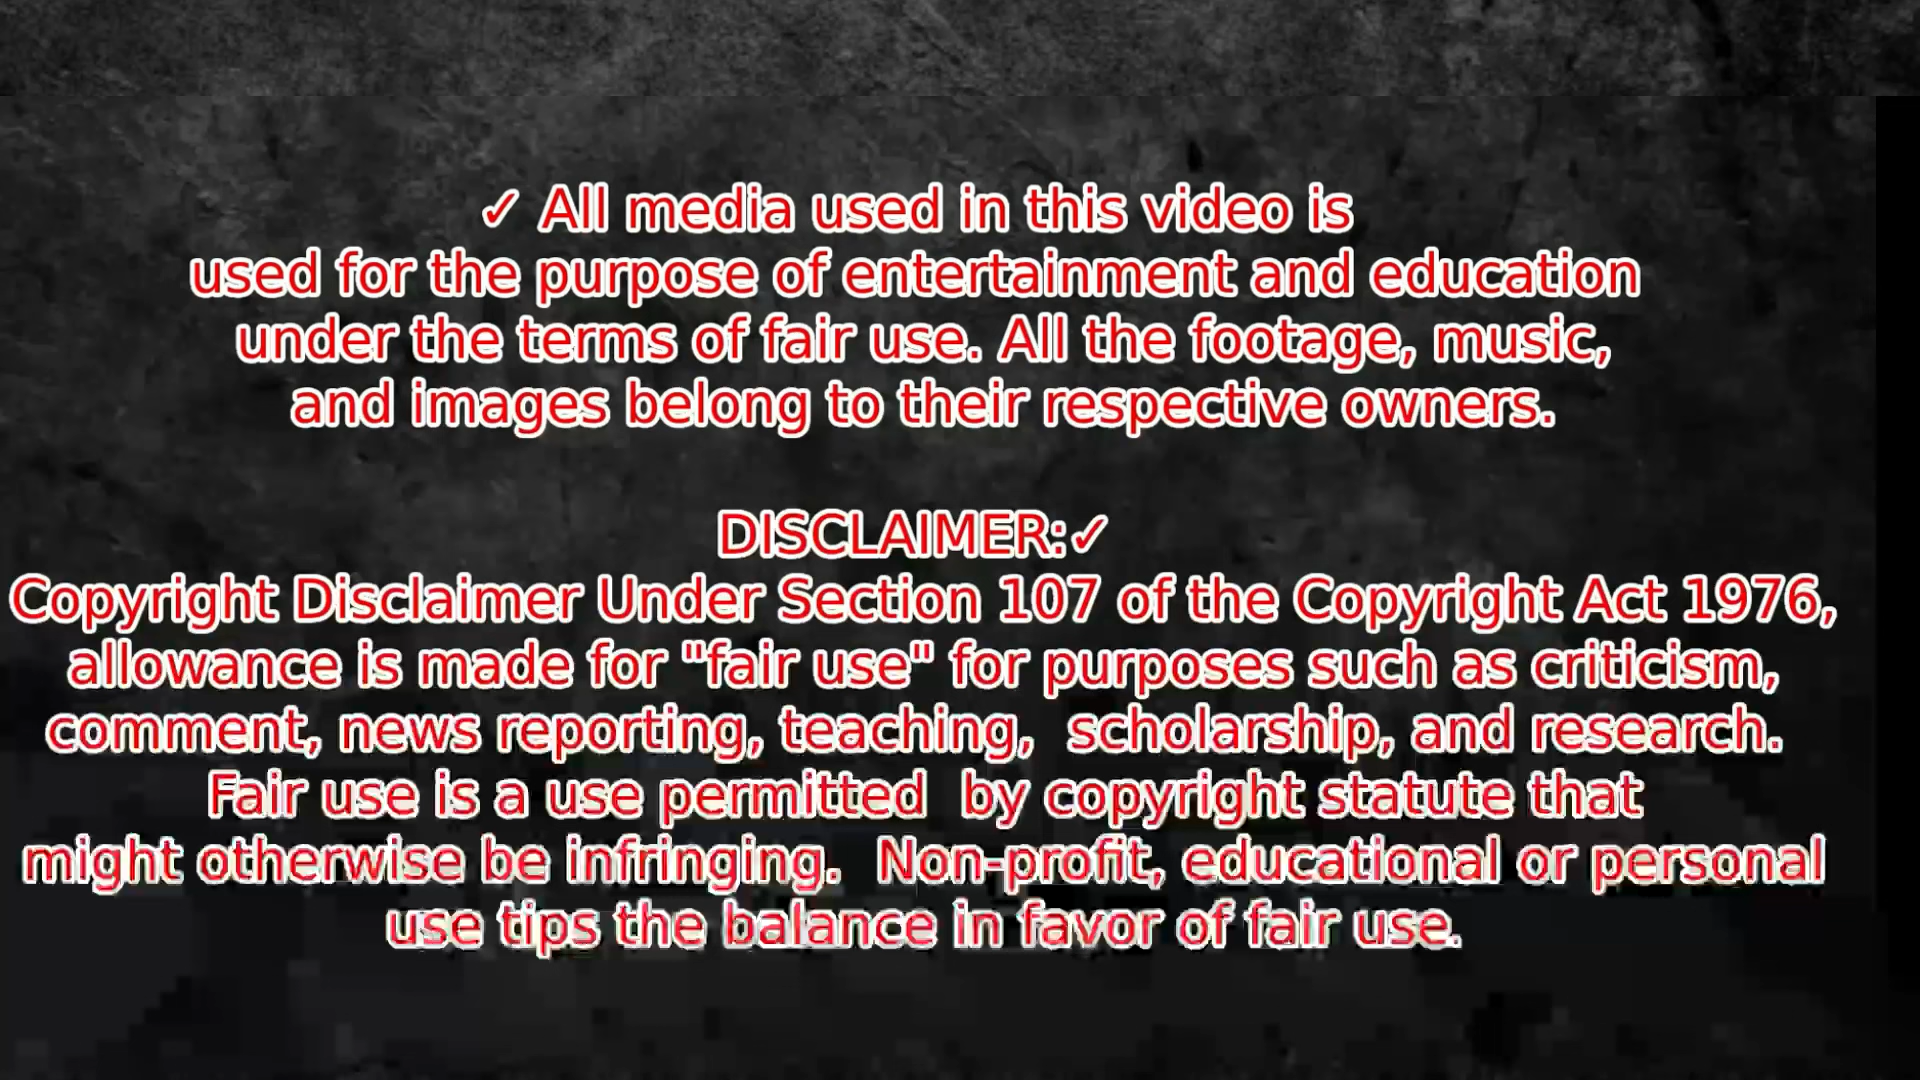 ✓ All media used in this video is
used for the purpose of entertainment and education
under the terms of fair use. All the footage, music,
and images belong to their respective owners.
DISCLAIMER:✓
Copyright Disclaimer Under Section 107 of the Copyright Act 1976,
allowance is made for "fair use" for purposes such as criticism,
comment, news reporting, teaching,  scholarship, and research.
Fair use is a use permitted  by copyright statute that
might otherwise be infringing.  Non-profit, educational or personal
use tips the balance in favor of fair use.